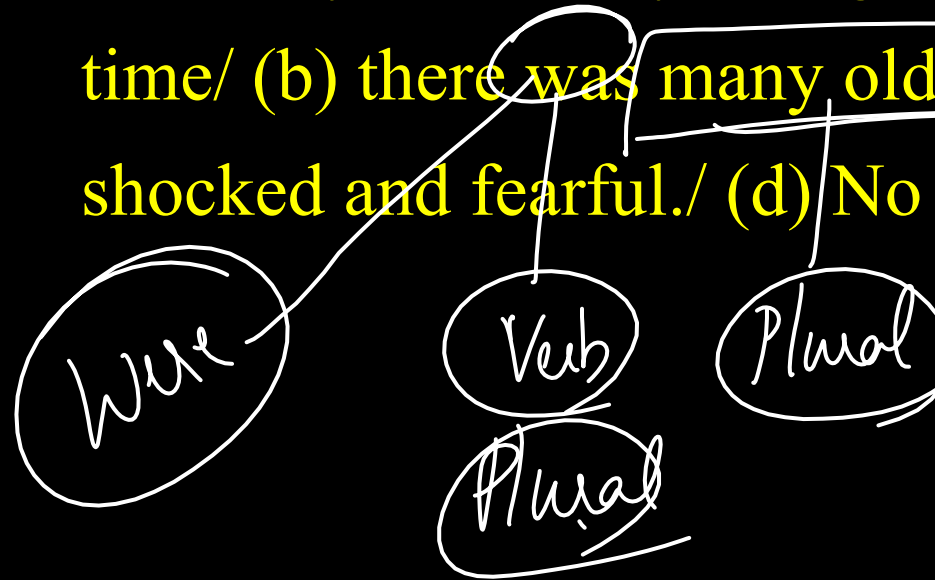 time/ (b) there was many old
shocked and fearful./ (d) No
were
Verb
Plural
Plural